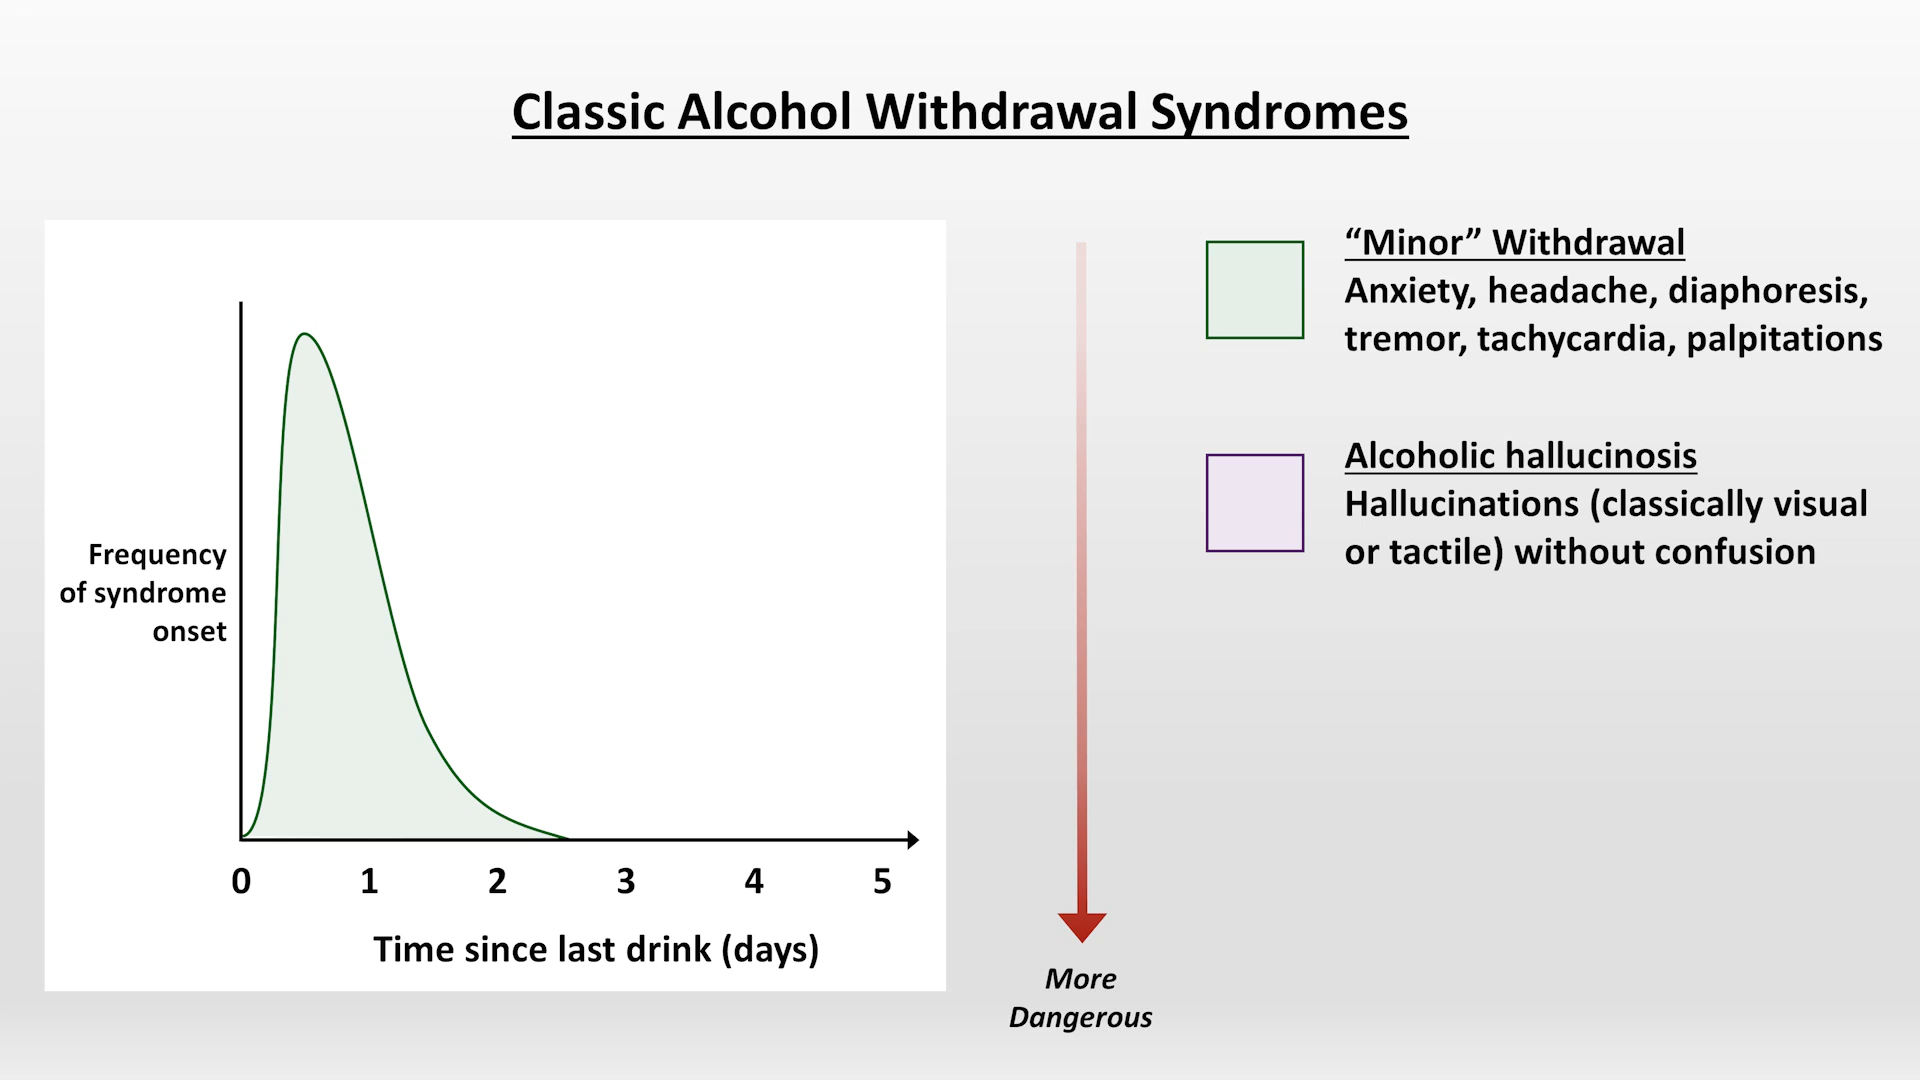 Classic Alcohol Withdrawal Syndromes
Frequency
of syndrome
onset
0 1 2 3 4 5
Time since last drink (days)
More
Dangerous
“Minor” Withdrawal
Anxiety, headache, diaphoresis,
tremor, tachycardia, palpitations
Alcoholic hallucinosis
Hallucinations (classically visual
or tactile) without confusion